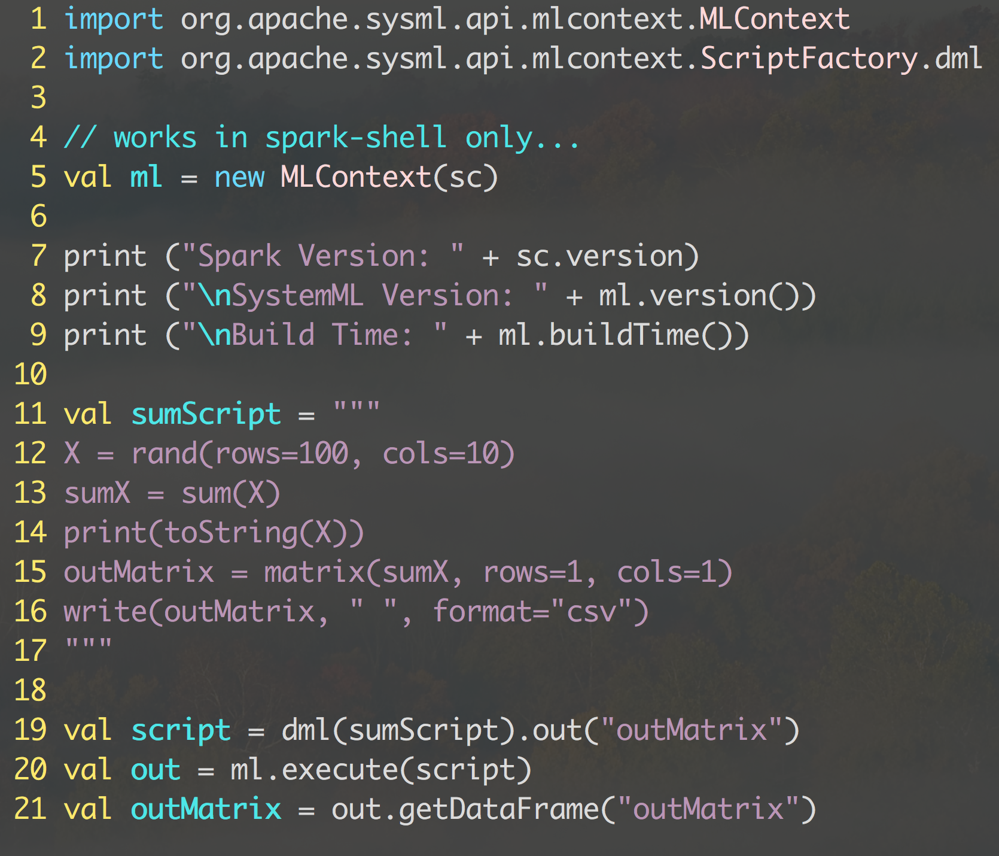 1 import org.apache.sysml.api.mlcontext.MLContext
2 import org.apache.sysml.api.mlcontext.ScriptFactory.dml
3
4 // works in spark-shell only...
5 val ml = new MLContext(sc)
6
7 print ("Spark Version: " + sc.version)
8 print ("\nSystemML Version: " + ml.version())
9 print ("\nBuild Time: " + ml.buildTime())
10
11 val sumScript = """
12 X = rand(rows=100, cols=10)
13 sumX = sum(X)
14 print(toString(X))
15 outMatrix = matrix(sumX, rows=1, cols=1)
16 write(outMatrix, " ", format="csv")
17 """
18
19 val script = dml(sumScript).out("outMatrix")
20 val out = ml.execute(script)
21 val outMatrix = out.getDataFrame("outMatrix")